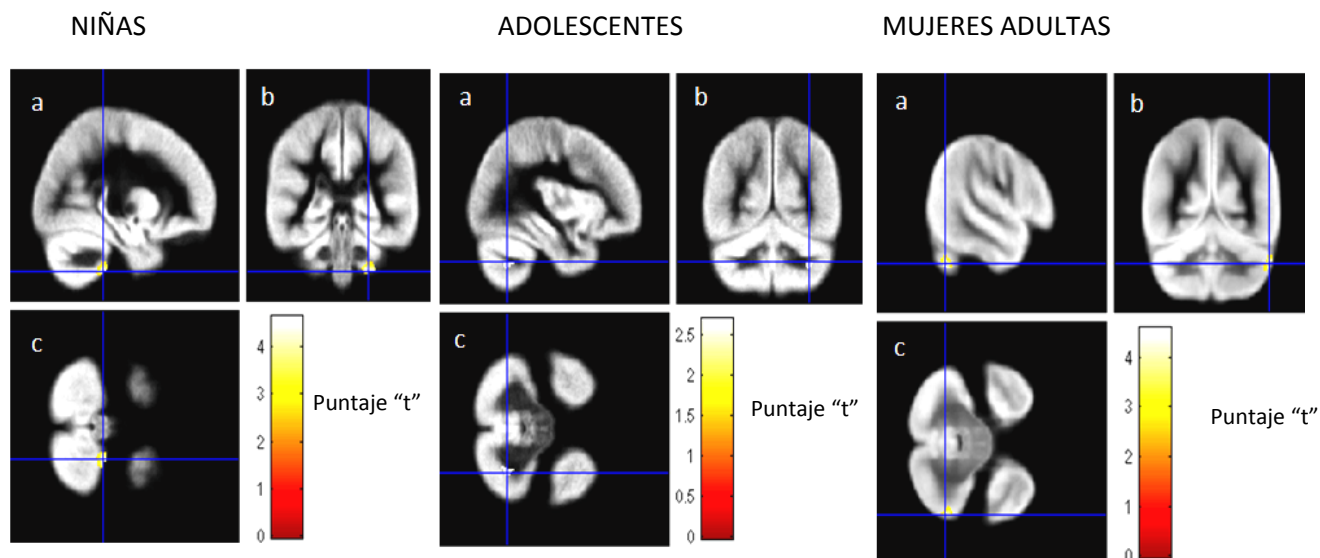 NIÑAS
ADOLESCENTES
MUJERES ADULTAS
a
b
a
b
a
b
c
4
3
2
1
0
Puntaje “t”
c
2.5
2
1.5
1
0.5
0
Puntaje “t”
c
4
3
2
1
0
Puntaje “t”